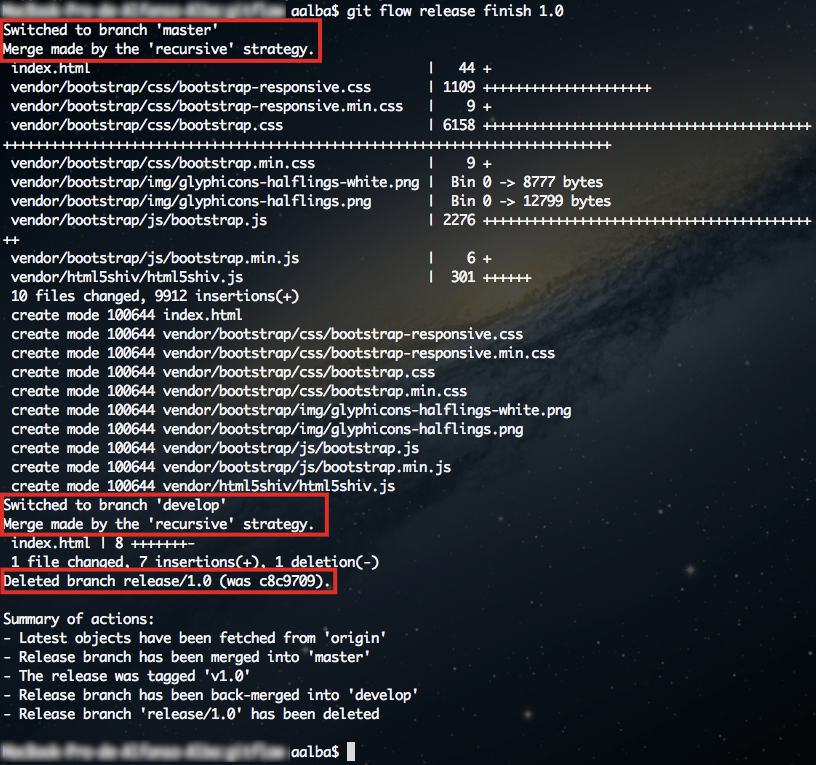 aalba$ git flow release finish 1.0
Switched to branch 'master'
Merge made by the 'recursive' strategy.
index.html | 44 +
vendor/bootstrap/css/bootstrap-responsive.css | 1109 +++++++++++++++++++++
vendor/bootstrap/css/bootstrap-responsive.min.css | 9 +
vendor/bootstrap/css/bootstrap.css | 6158 +++++++++++++++++++++++++++++++++++++++++
++++++++++++++++++++++++++++++++++++++++++++++++++++++++++++++++++++++++++++
vendor/bootstrap/css/bootstrap.min.css | 9 +
vendor/bootstrap/img/glyphicons-halflings-white.png | Bin 0 -> 8777 bytes
vendor/bootstrap/img/glyphicons-halflings.png | Bin 0 -> 12799 bytes
vendor/bootstrap/js/bootstrap.js | 2276 +++++++++++++++++++++++++++++++++++++++++
++
vendor/bootstrap/js/bootstrap.min.js | 6 +
vendor/html5shiv/html5shiv.js | 301 ++++++
10 files changed, 9912 insertions(+)
create mode 100644 index.html
create mode 100644 vendor/bootstrap/css/bootstrap-responsive.css
create mode 100644 vendor/bootstrap/css/bootstrap-responsive.min.css
create mode 100644 vendor/bootstrap/css/bootstrap.css
create mode 100644 vendor/bootstrap/css/bootstrap.min.css
create mode 100644 vendor/bootstrap/img/glyphicons-halflings-white.png
create mode 100644 vendor/bootstrap/img/glyphicons-halflings.png
create mode 100644 vendor/bootstrap/js/bootstrap.js
create mode 100644 vendor/bootstrap/js/bootstrap.min.js
create mode 100644 vendor/html5shiv/html5shiv.js
Switched to branch 'develop'
Merge made by the 'recursive' strategy.
index.html | 8 +++++++-
1 file changed, 7 insertions(+), 1 deletion(-)
Deleted branch release/1.0 (was c8c9709).
Summary of actions:
- Latest objects have been fetched from 'origin'
- Release branch has been merged into 'master'
- The release was tagged 'v1.0'
- Release branch has been back-merged into 'develop'
- Release branch 'release/1.0' has been deleted
aalba$